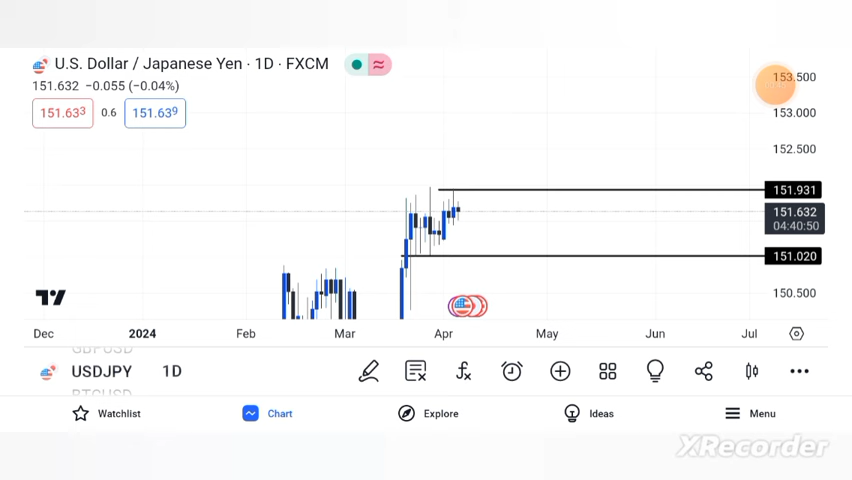 U.S. Dollar / Japanese Yen · 1D · FXCM
151.632 −0.055 (−0.04%)
151.633 0.6 151.639
153.500
153.000
152.500
151.931
151.632
04:40:50
151.020
150.500
Dec 2024 Feb Mar Apr May Jun Jul
GBPUSD
USDJPY 1D
BTCUSD
Watchlist Chart Explore Ideas Menu
XRecorder